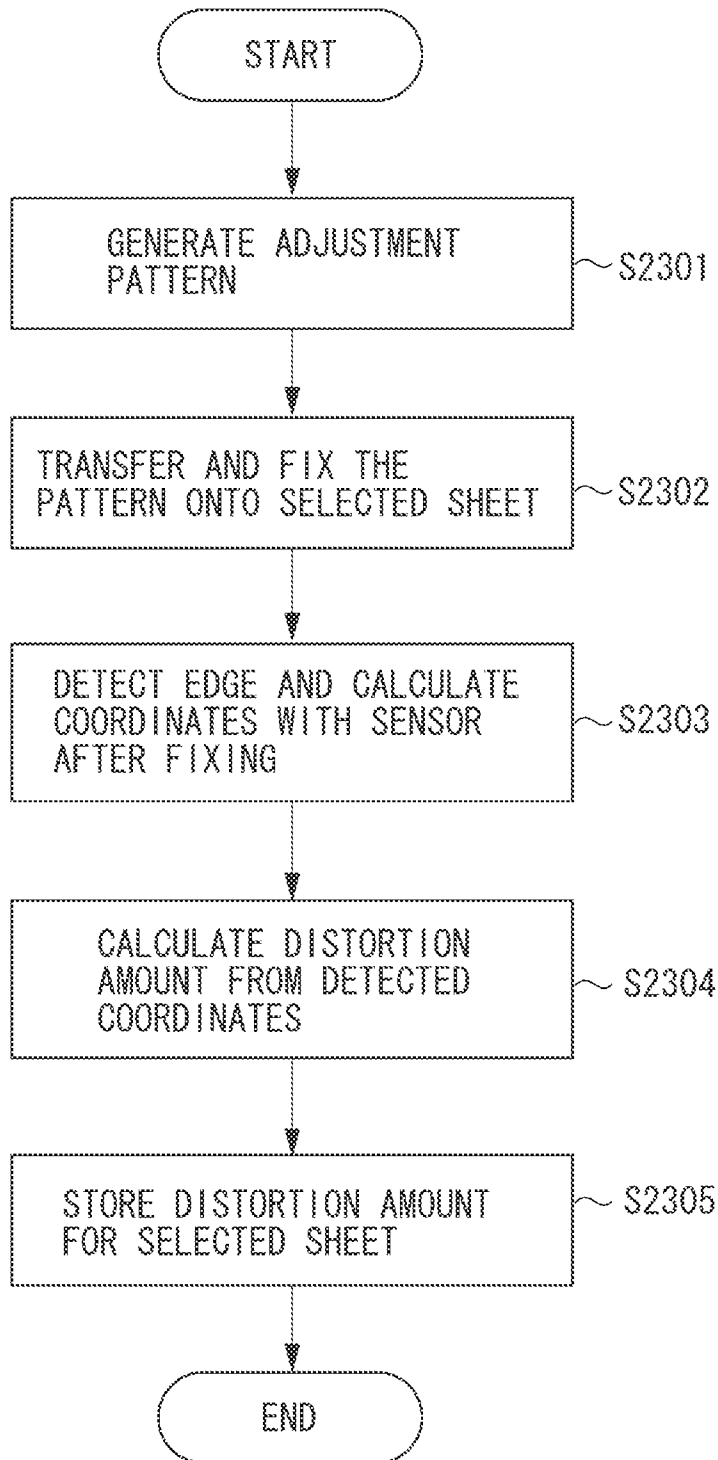 START
GENERATE ADJUSTMENT
PATTERN
S2301
TRANSFER AND FIX THE
PATTERN ONTO SELECTED SHEET
S2302
DETECT EDGE AND CALCULATE
COORDINATES WITH SENSOR
AFTER FIXING
S2303
CALCULATE DISTORTION
AMOUNT FROM DETECTED
COORDINATES
S2304
STORE DISTORTION AMOUNT
FOR SELECTED SHEET
S2305
END